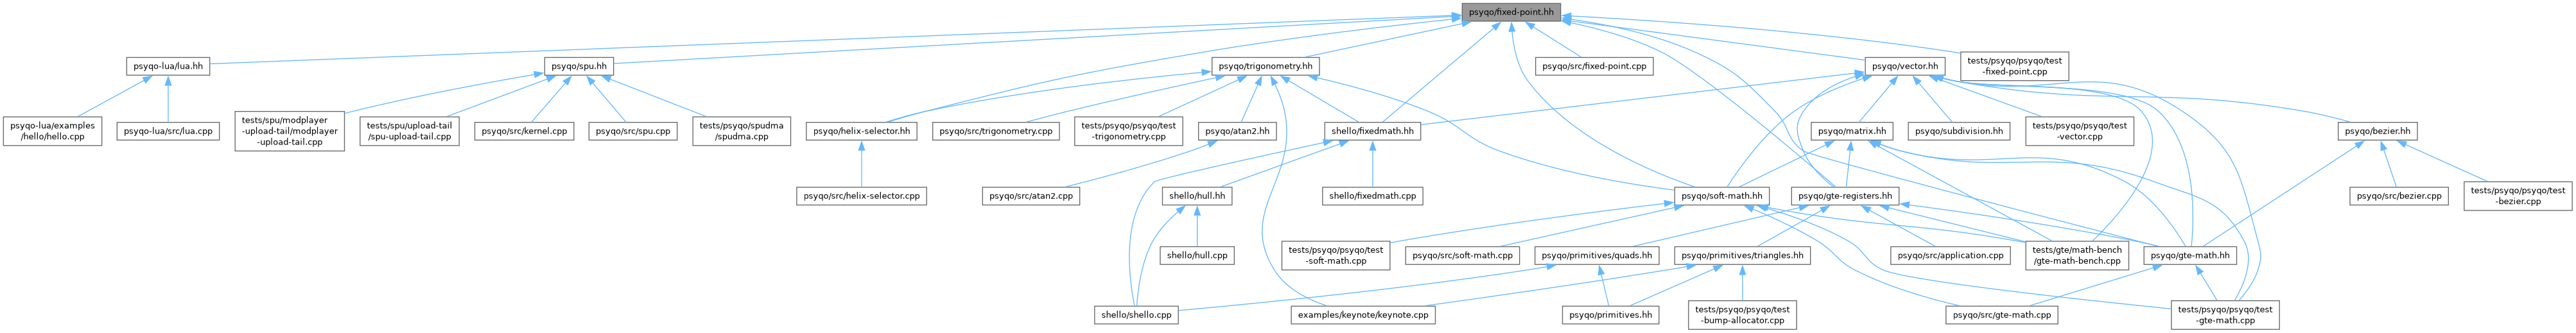 psyqo/fixed-point.hh
psyqo-lua/lua.hh
psyqo/spu.hh
psyqo/trigonometry.hh
psyqo/src/fixed-point.cpp
psyqo/vector.hh
tests/psyqo/psyqo/test
-fixed-point.cpp
psyqo-lua/examples
/hello/hello.cpp
psyqo-lua/src/lua.cpp
tests/spu/modplayer
-upload-tail/modplayer
-upload-tail.cpp
tests/spu/upload-tail
/spu-upload-tail.cpp
psyqo/src/kernel.cpp
psyqo/src/spu.cpp
tests/psyqo/spudma
/spudma.cpp
psyqo/helix-selector.hh
psyqo/src/trigonometry.cpp
tests/psyqo/psyqo/test
-trigonometry.cpp
psyqo/atan2.hh
shello/fixedmath.hh
psyqo/matrix.hh
psyqo/subdivision.hh
tests/psyqo/psyqo/test
-vector.cpp
psyqo/bezier.hh
psyqo/src/helix-selector.cpp
psyqo/src/atan2.cpp
shello/hull.hh
shello/fixedmath.cpp
psyqo/soft-math.hh
psyqo/gte-registers.hh
psyqo/src/bezier.cpp
tests/psyqo/psyqo/test
-bezier.cpp
shello/hull.cpp
tests/psyqo/psyqo/test
-soft-math.cpp
psyqo/src/soft-math.cpp
psyqo/primitives/quads.hh
psyqo/primitives/triangles.hh
psyqo/src/application.cpp
tests/gte/math-bench
/gte-math-bench.cpp
psyqo/gte-math.hh
shello/shello.cpp
examples/keynote/keynote.cpp
psyqo/primitives.hh
tests/psyqo/psyqo/test
-bump-allocator.cpp
psyqo/src/gte-math.cpp
tests/psyqo/psyqo/test
-gte-math.cpp